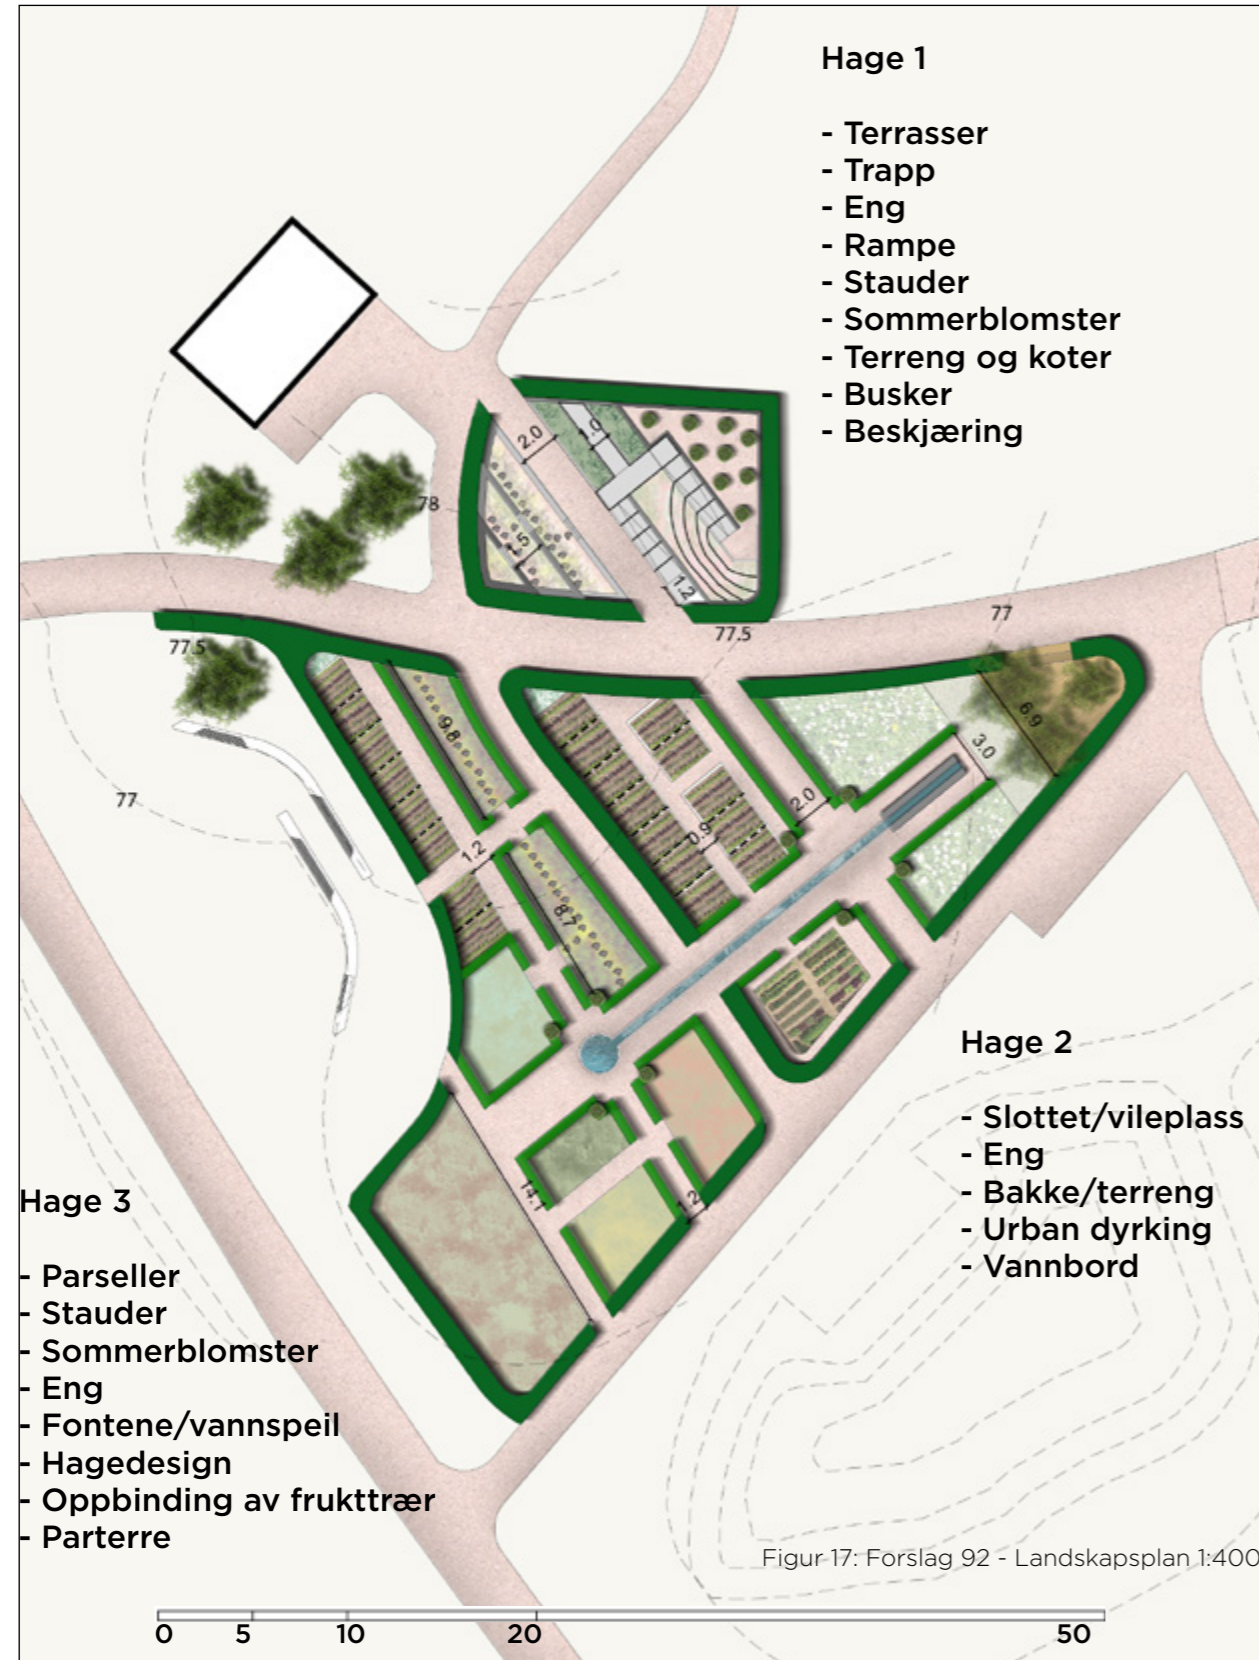 Hage 1
- Terrasser
- Trapp
- Eng
- Rampe
- Stauder
- Sommerblomster
- Terreng og koter
- Busker
- Beskjæring
2.0
1.0
78
1.5
1.2
77.5
77
77.5
9.8
6.9
3.0
77
2.0
0.9
1.2
8.7
Hage 2
- Slottet/vileplass
- Eng
- Bakke/terreng
- Urban dyrking
- Vannbord
14.1
1.2
Hage 3
- Parseller
- Stauder
- Sommerblomster
- Eng
- Fontene/vannspeil
- Hagedesign
- Oppbinding av frukttrær
- Parterre
Figur 17: Forslag 92 - Landskapsplan 1:400
0 5 10 20 50